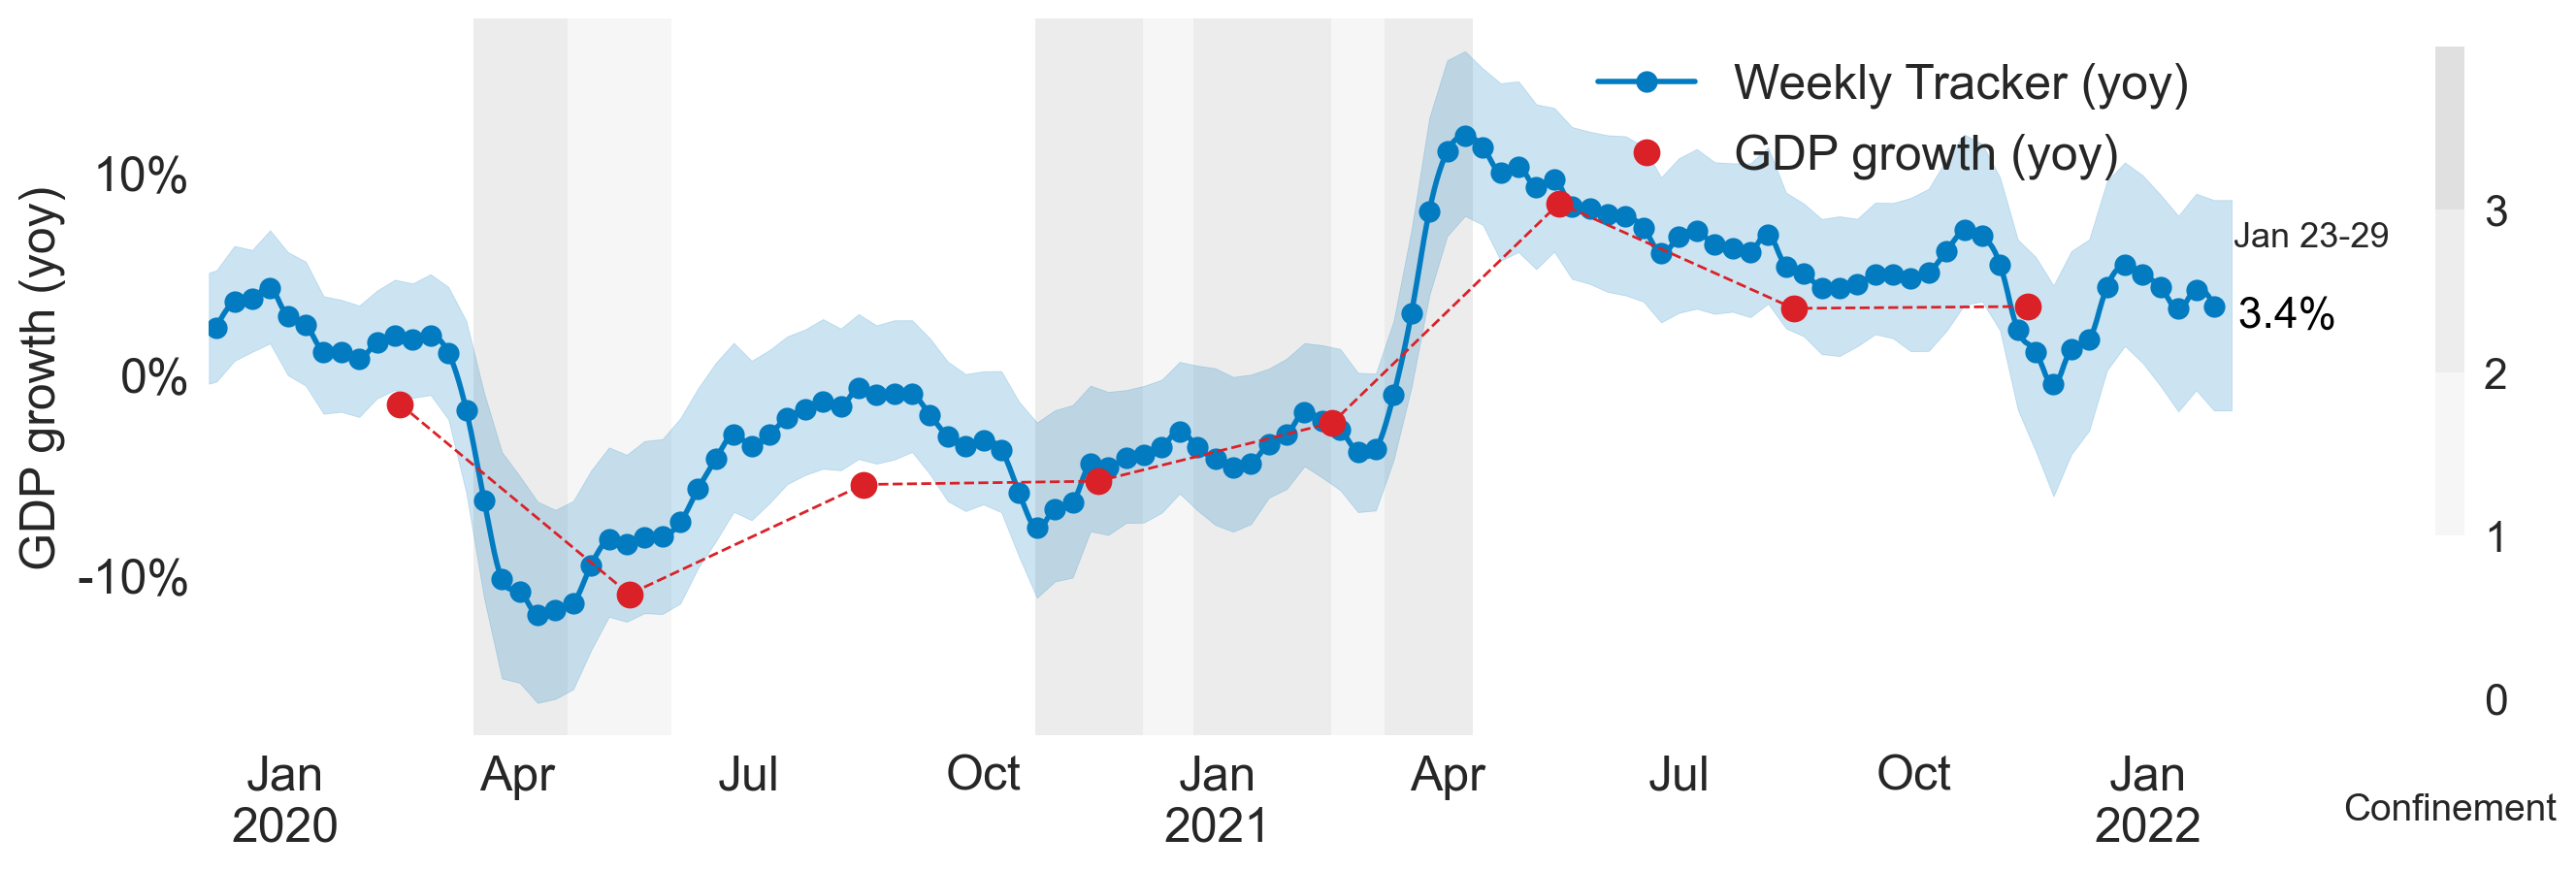 Weekly Tracker (yoy)
GDP growth (yoy)
GDP growth (yoy)
10%
0%
-10%
Jan 23-29
3.4%
3
2
1
0
Jan
2020
Apr
Jul
Oct
Jan
2021
Apr
Jul
Oct
Jan
2022
Confinement